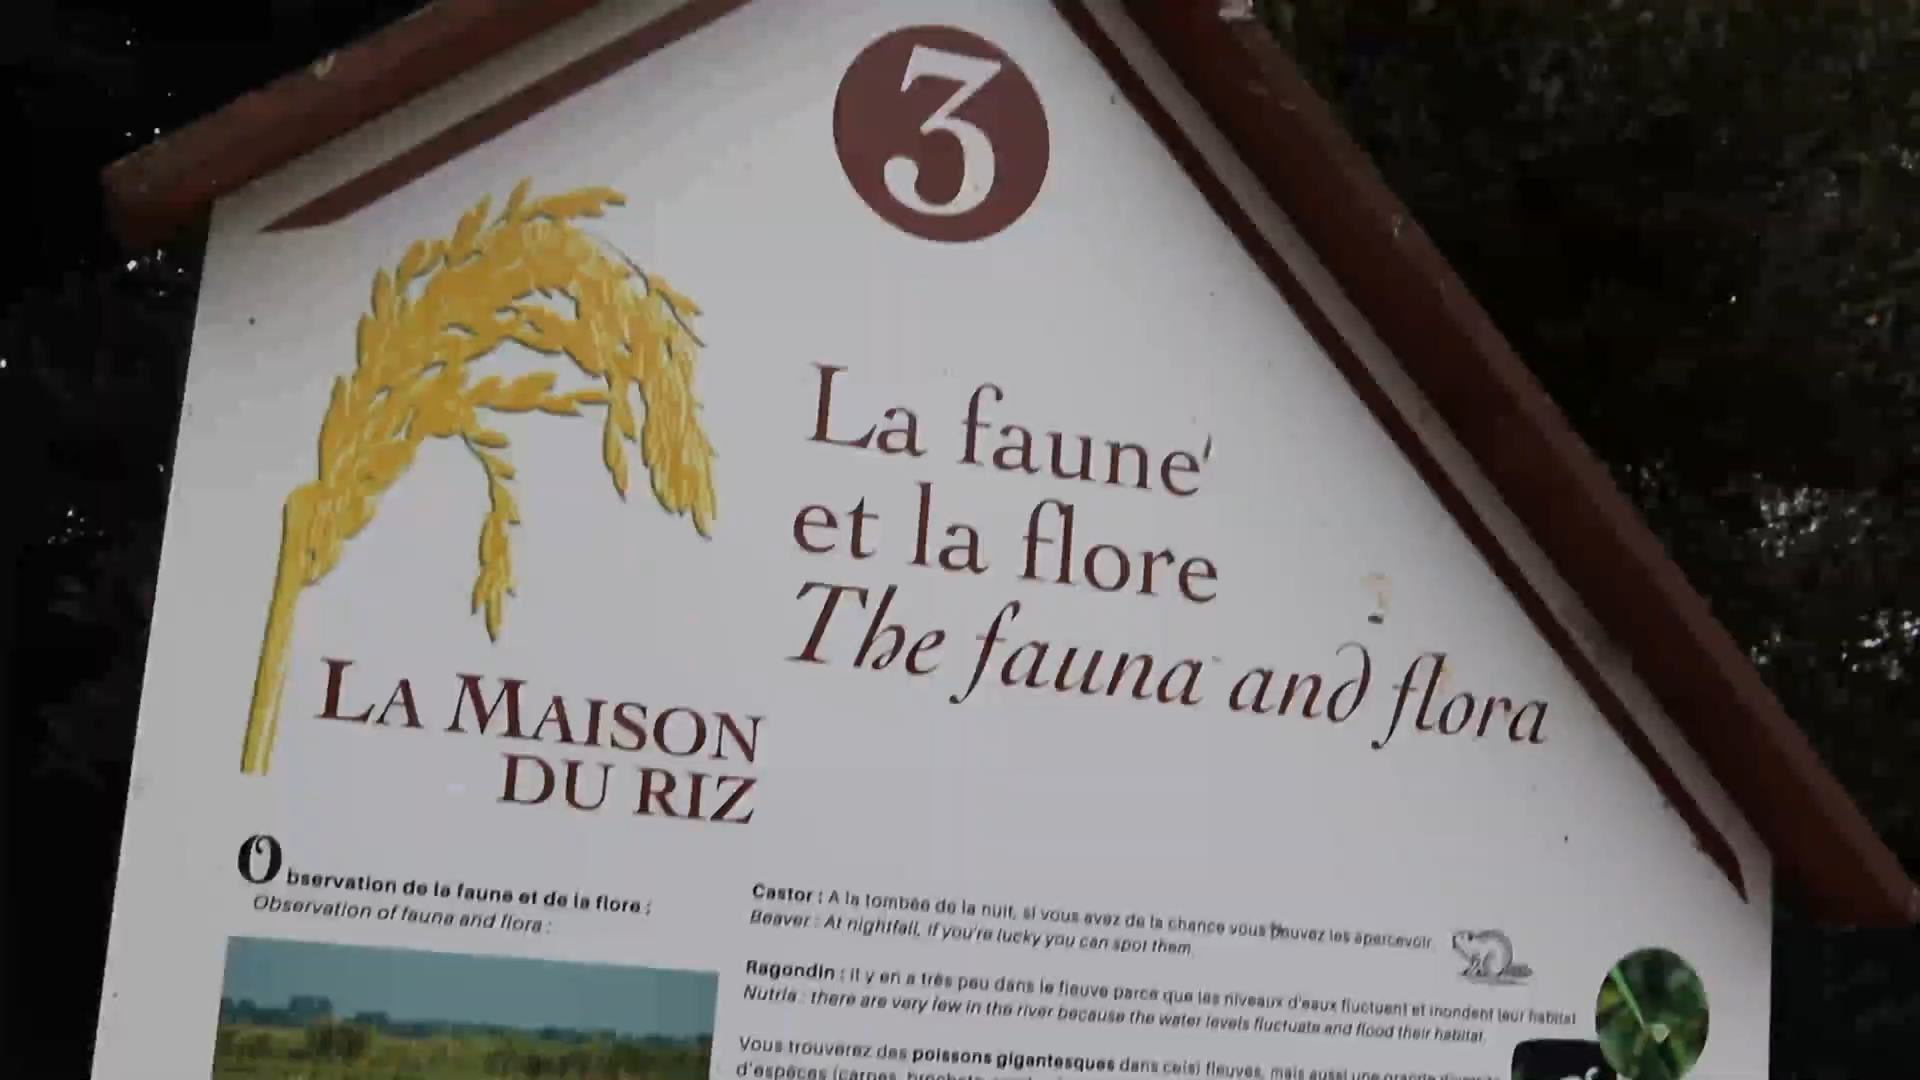 3
La faune
et la flore
The fauna and flora
LA MAISON
DU RIZ
Observation de la faune et de la flore :
Observation of fauna and flora :
Castor : A la tombée de la nuit, si vous avez de la chance vous pouvez les apercevoir.
Beaver : At nightfall, if you're lucky you can spot them.
Ragondin : il y en a très peu dans le fleuve parce que les niveaux d'eaux fluctuent et inondent leur habitat
Nutria : there are very few in the river because the water levels fluctuate and flood their habitat.
Vous trouverez des poissons gigantesques dans ce(s) fleuves, mais aussi une grande
d'espèces (carpes,